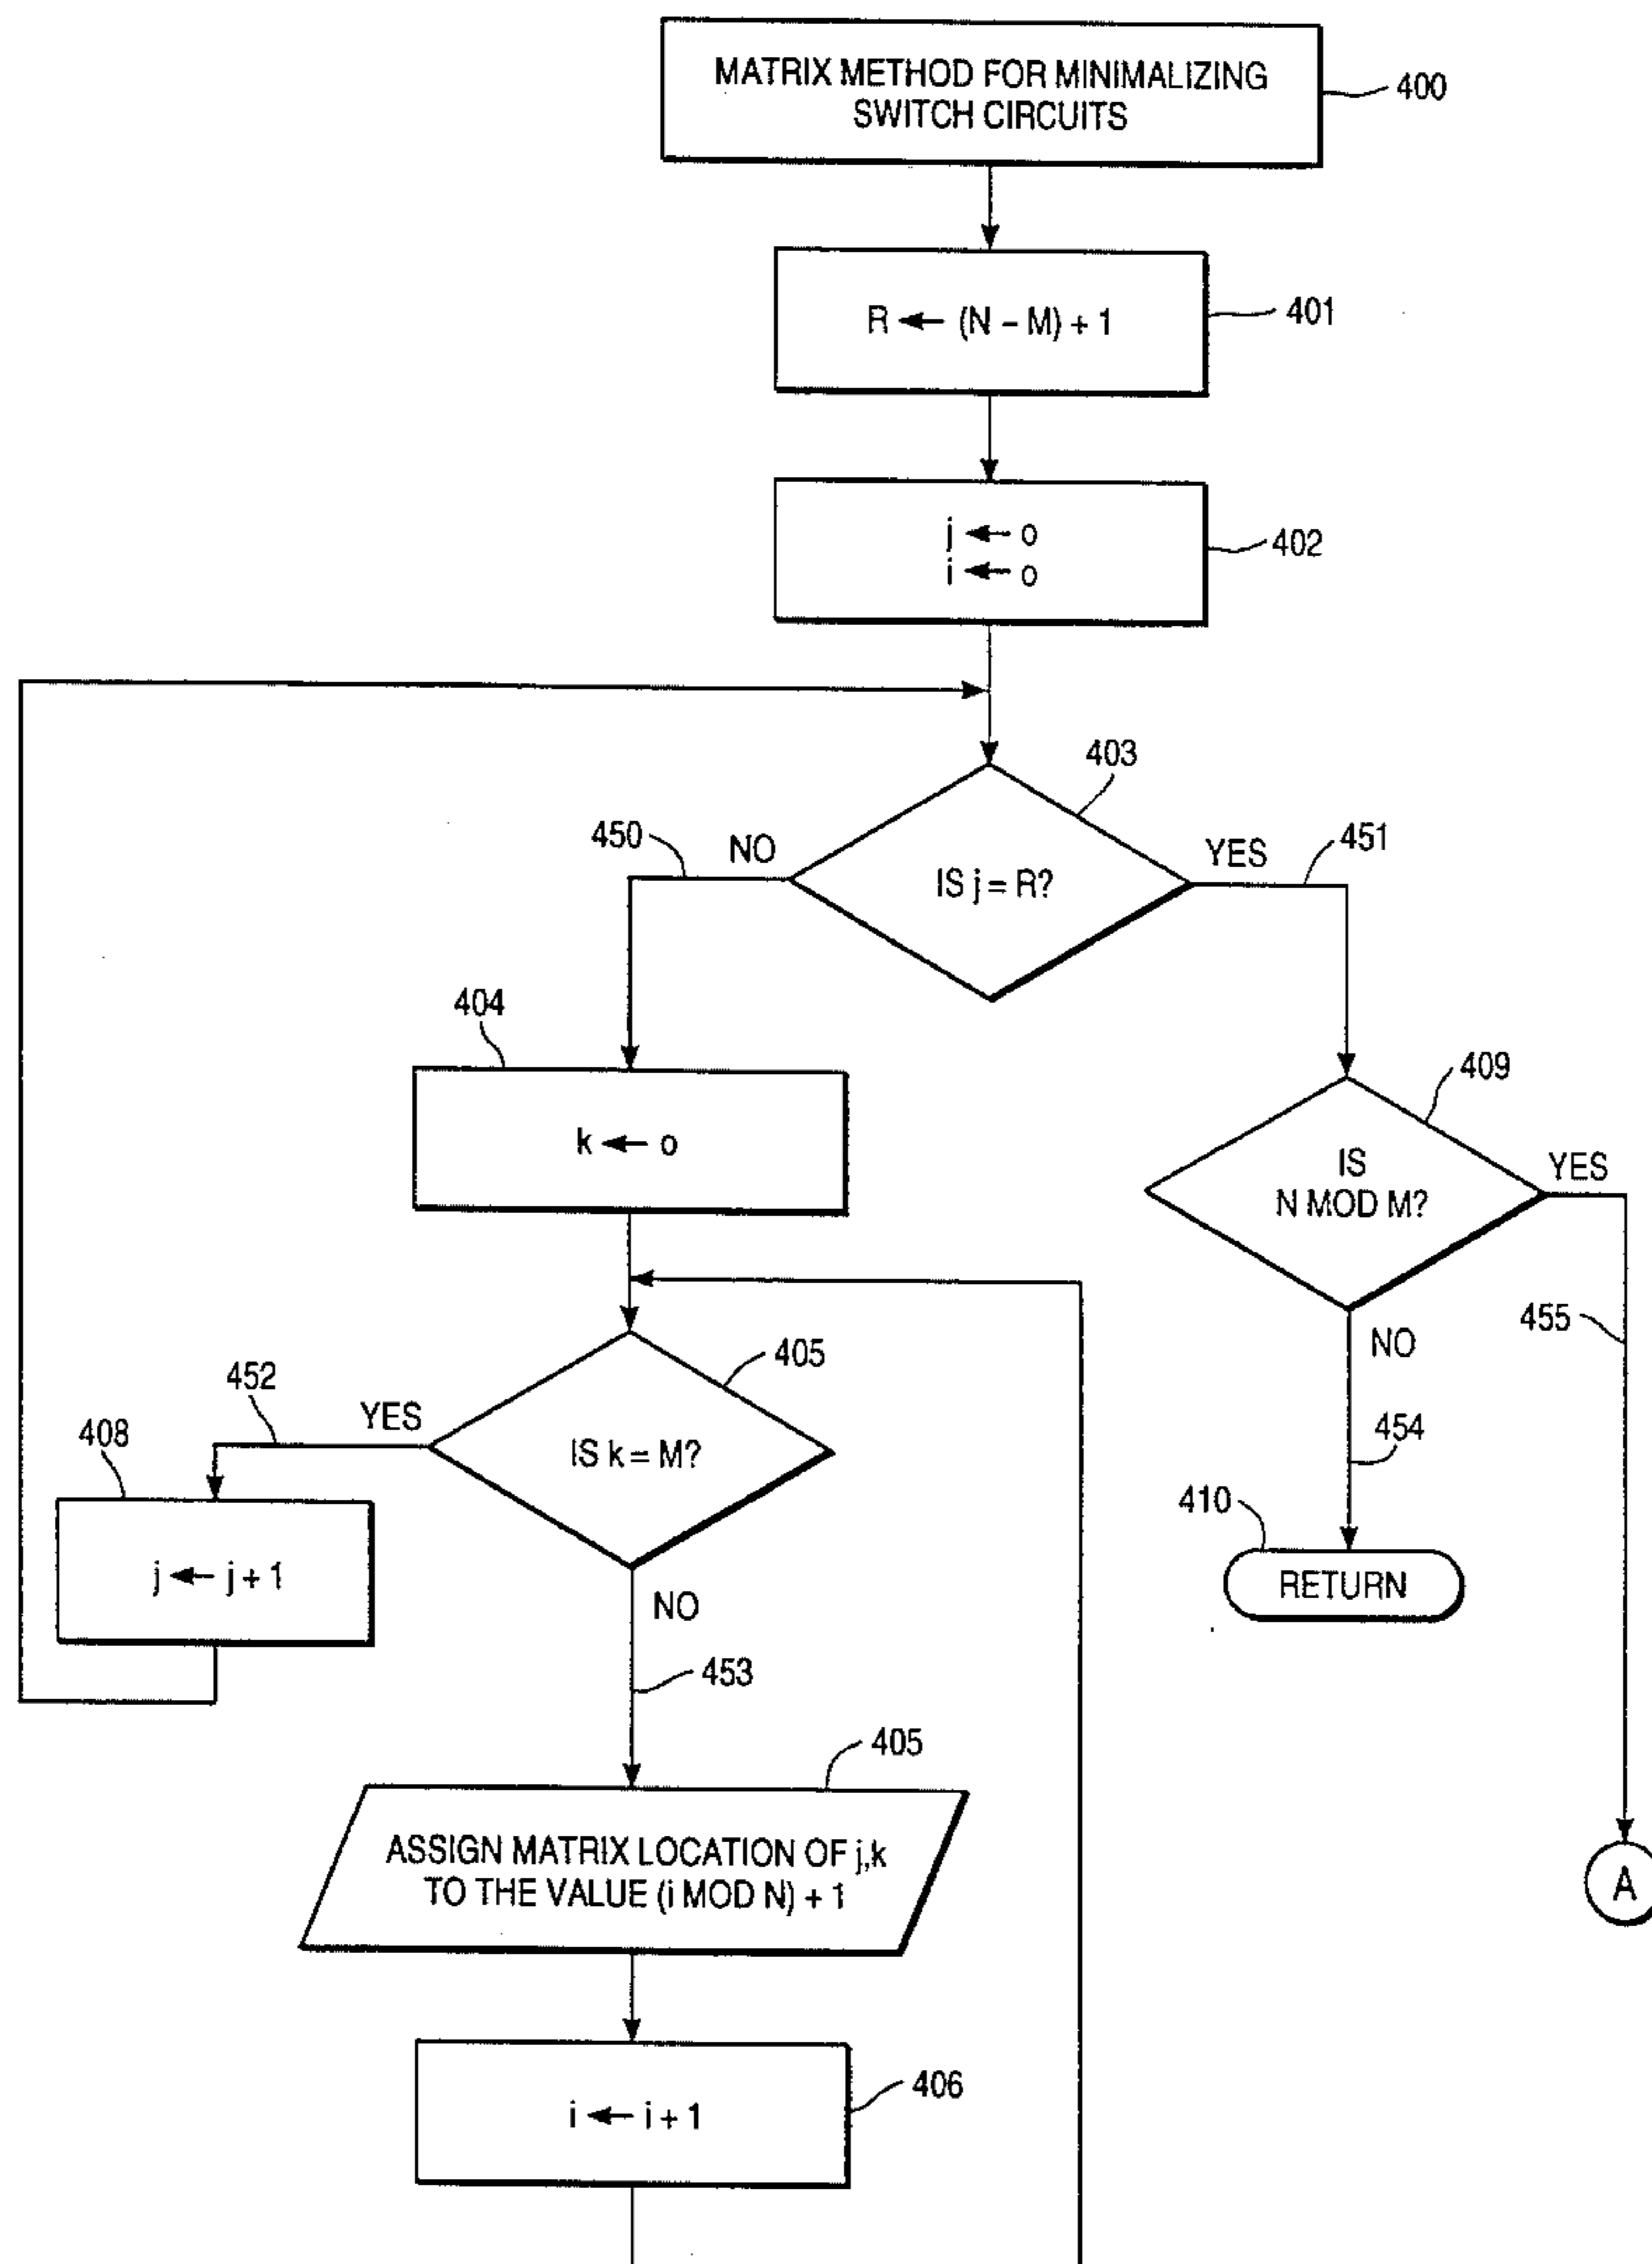 MATRIX METHOD FOR MINIMALIZING
SWITCH CIRCUITS
400
R ← (N – M) + 1
401
j ← o
i ← o
402
403
450
NO
IS j = R?
YES
451
404
k ← o
409
IS
N MOD M?
YES
455
NO
454
410
RETURN
A
405
452
YES
IS k = M?
408
j ← j + 1
NO
453
405
ASSIGN MATRIX LOCATION OF j,k
TO THE VALUE (i MOD N) + 1
i ← i + 1
406